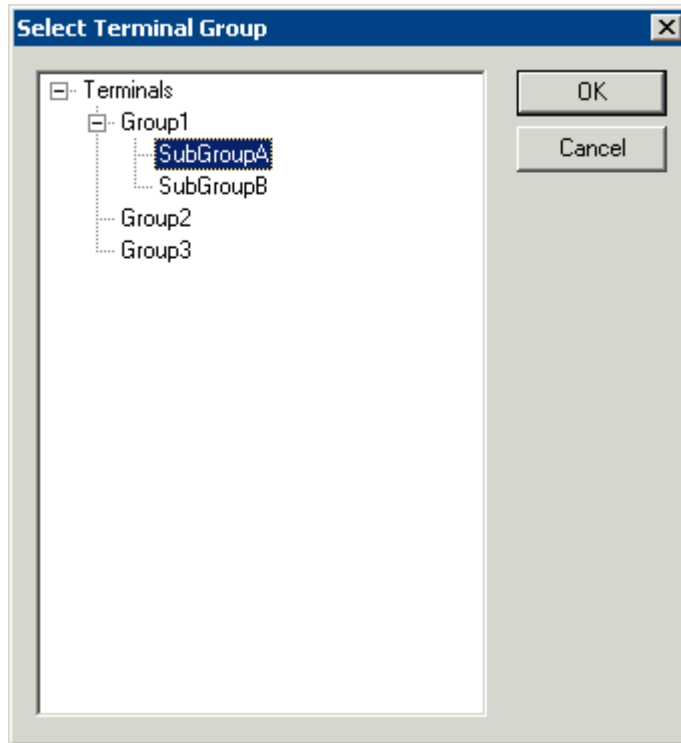 Select Terminal Group
Terminals
Group1
SubGroupA
SubGroupB
Group2
Group3
OK
Cancel